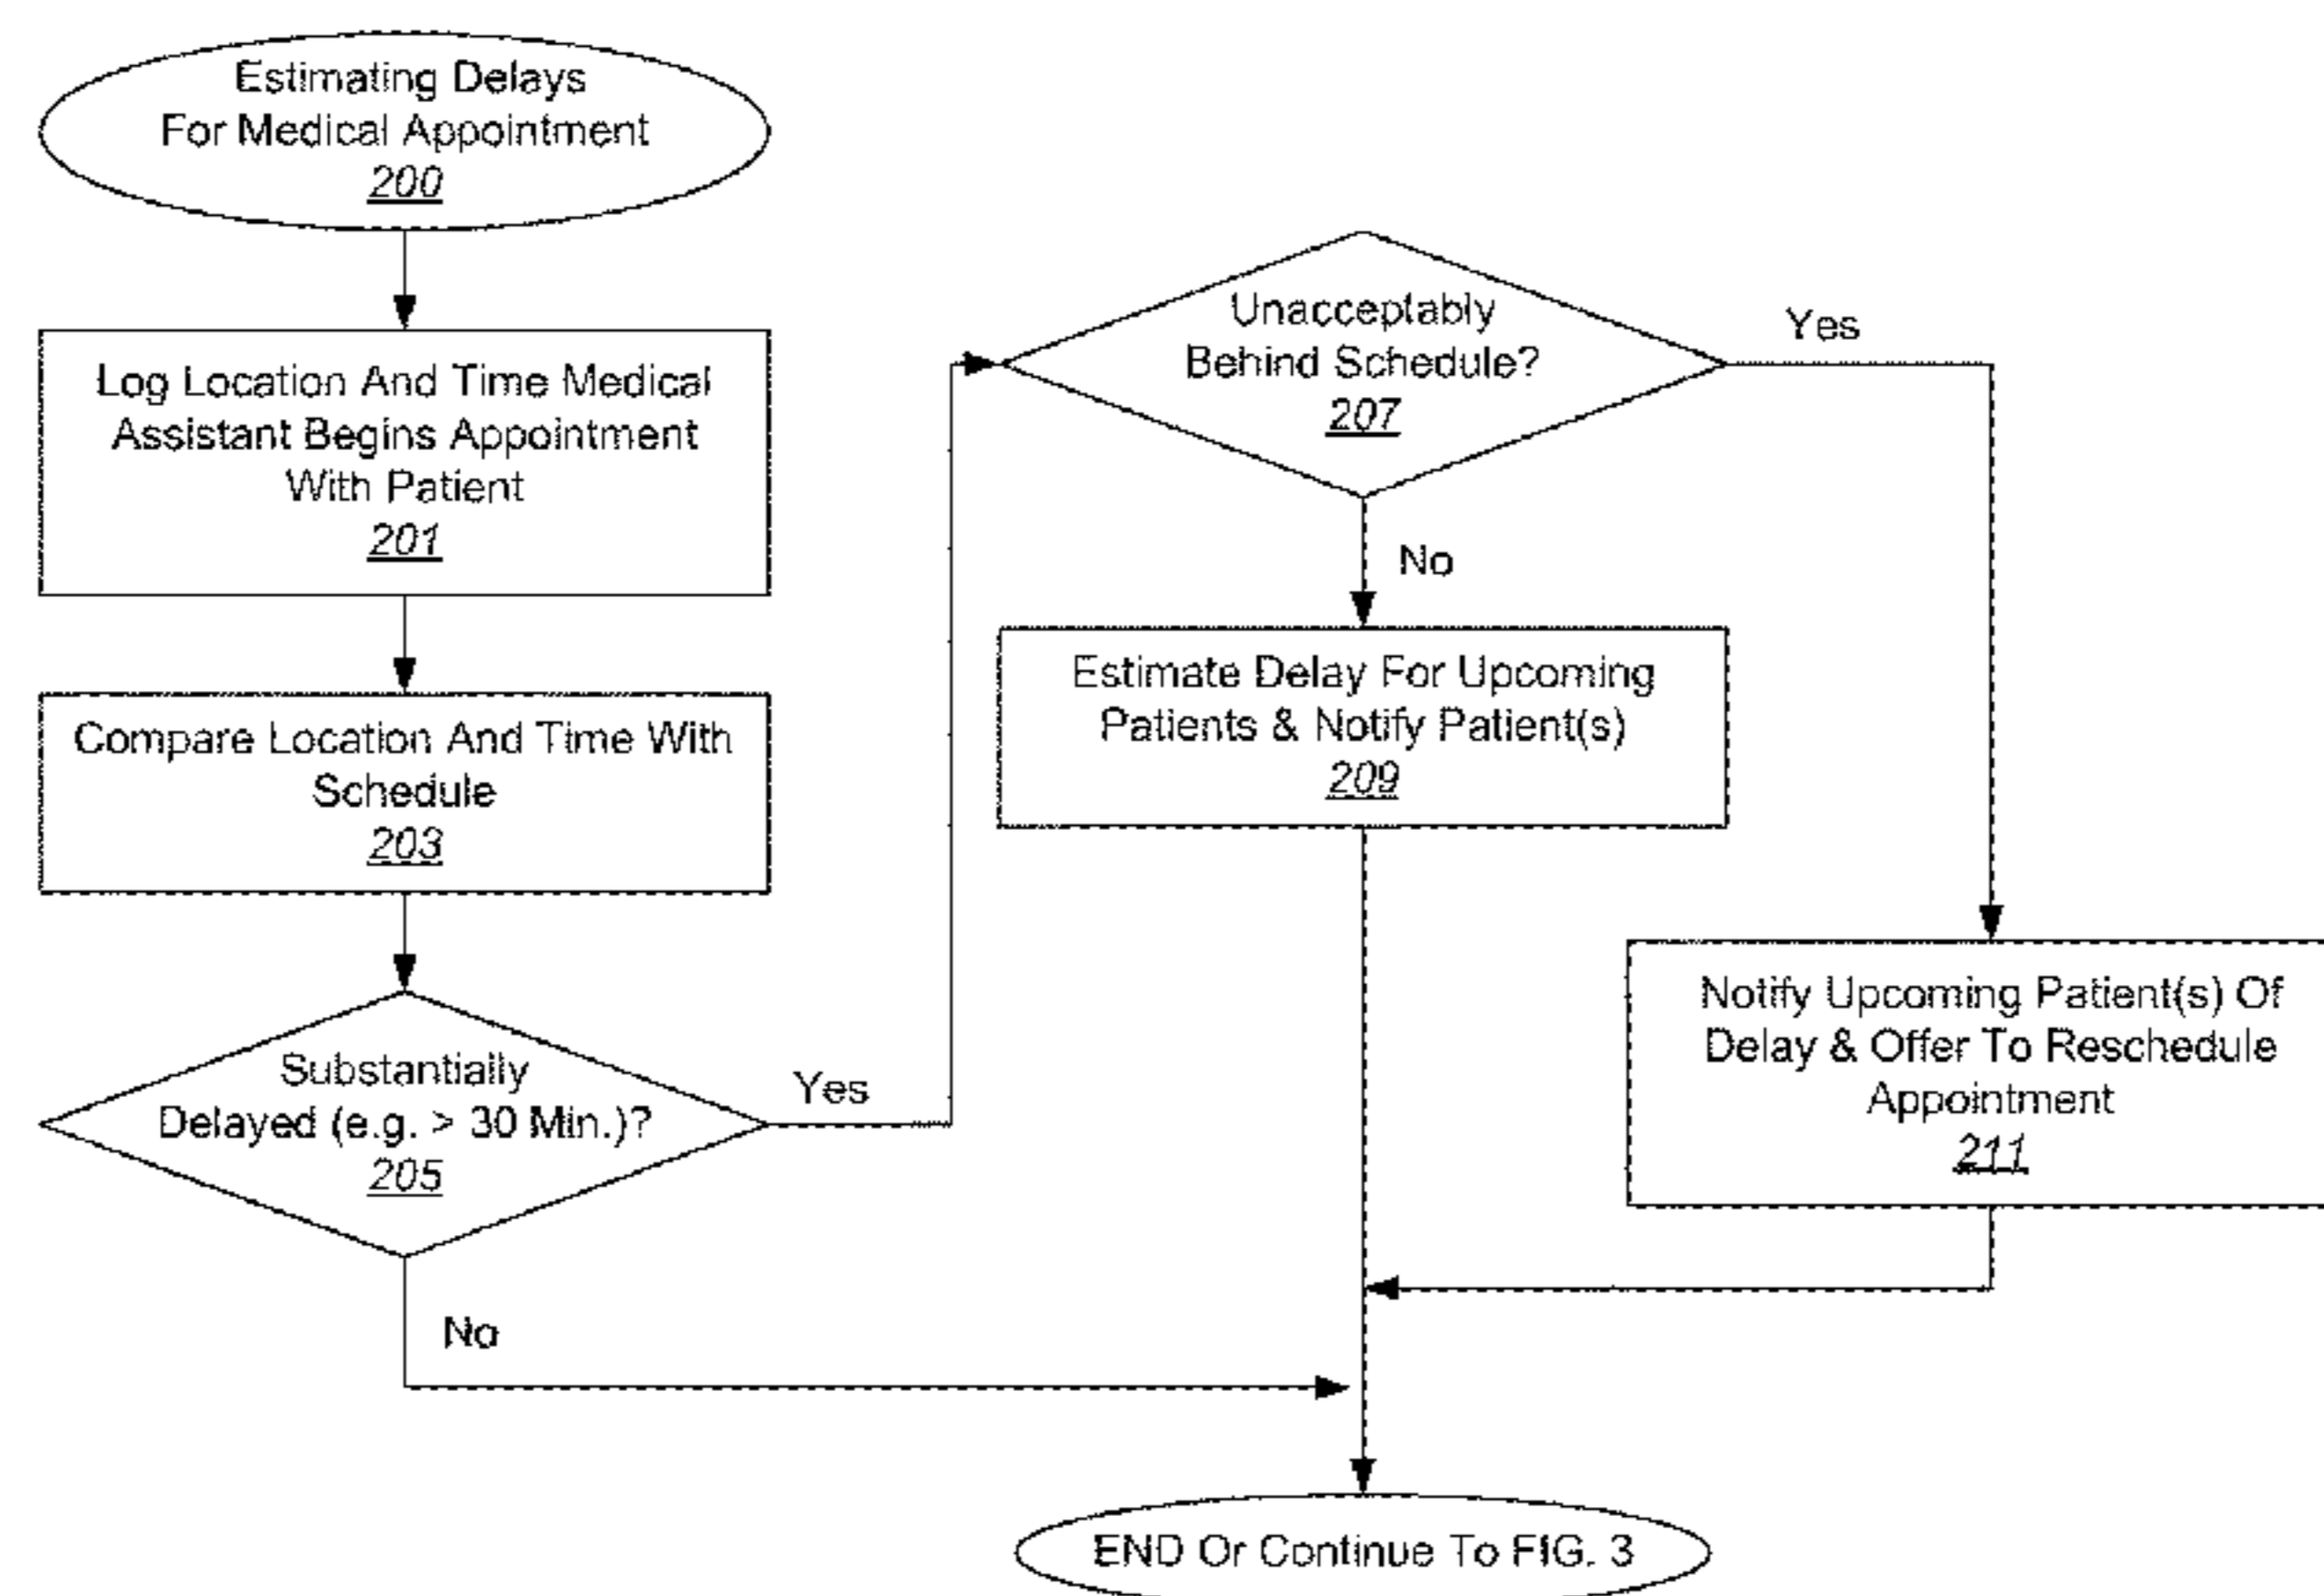 Estimating Delays
For Medical Appointment
200
Log Location And Time Medical
Assistant Begins Appointment
With Patient
201
Compare Location And Time With
Schedule
203
Substantially
Delayed (e.g. > 30 Min.)?
205
Yes
No
Unacceptably
Behind Schedule?
207
Yes
No
Estimate Delay For Upcoming
Patients & Notify Patient(s)
209
Notify Upcoming Patient(s) Of
Delay & Offer To Reschedule
Appointment
211
END Or Continue To FIG. 3